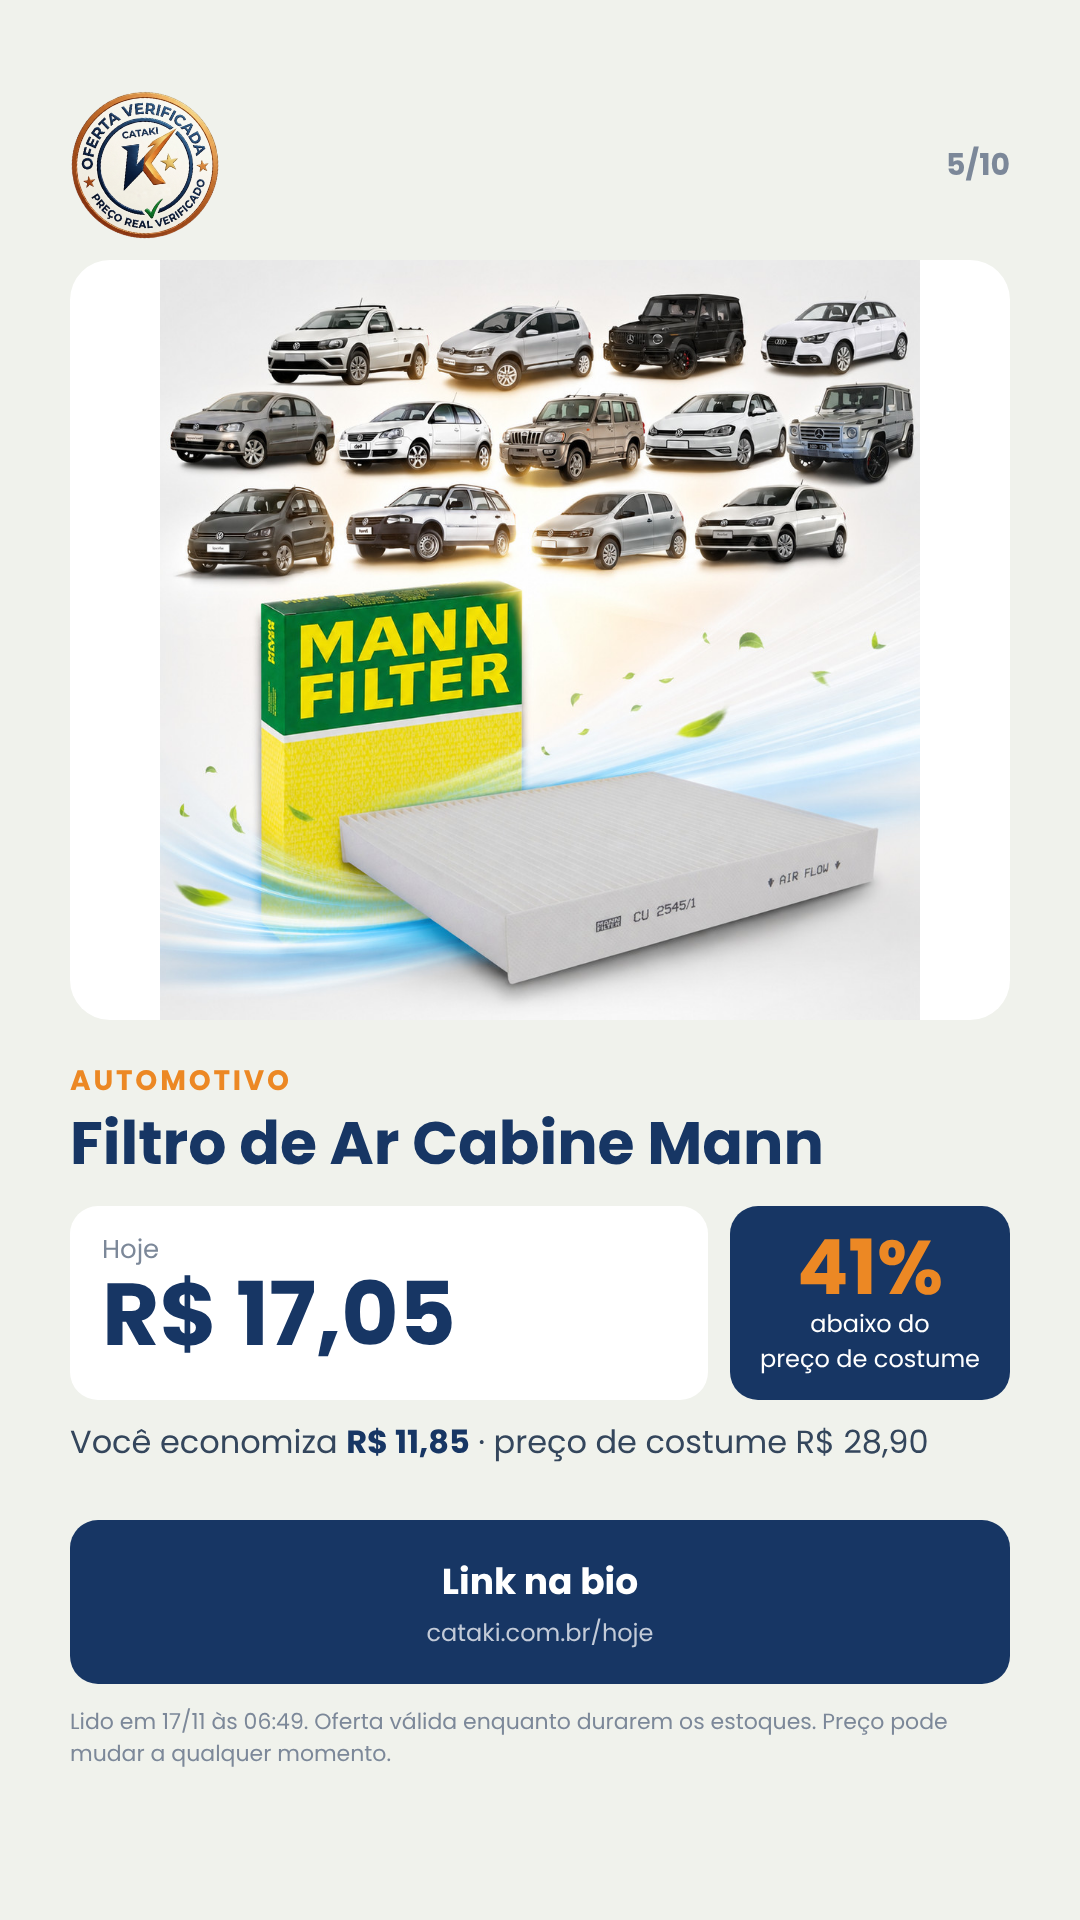 OFERTA VERIFICADA
CATAKI
K
PREÇO REAL VERIFICADO
5/10
MANN
FILTER
MANN
FILTER
CU 2545/1
AIR FLOW
AUTOMOTIVO
Filtro de Ar Cabine Mann
Hoje
R$ 17,05
41%
abaixo do
preço de costume
Você economiza R$ 11,85 · preço de costume R$ 28,90
Link na bio
cataki.com.br/hoje
Lido em 17/11 às 06:49. Oferta válida enquanto durarem os estoques. Preço pode
mudar a qualquer momento.